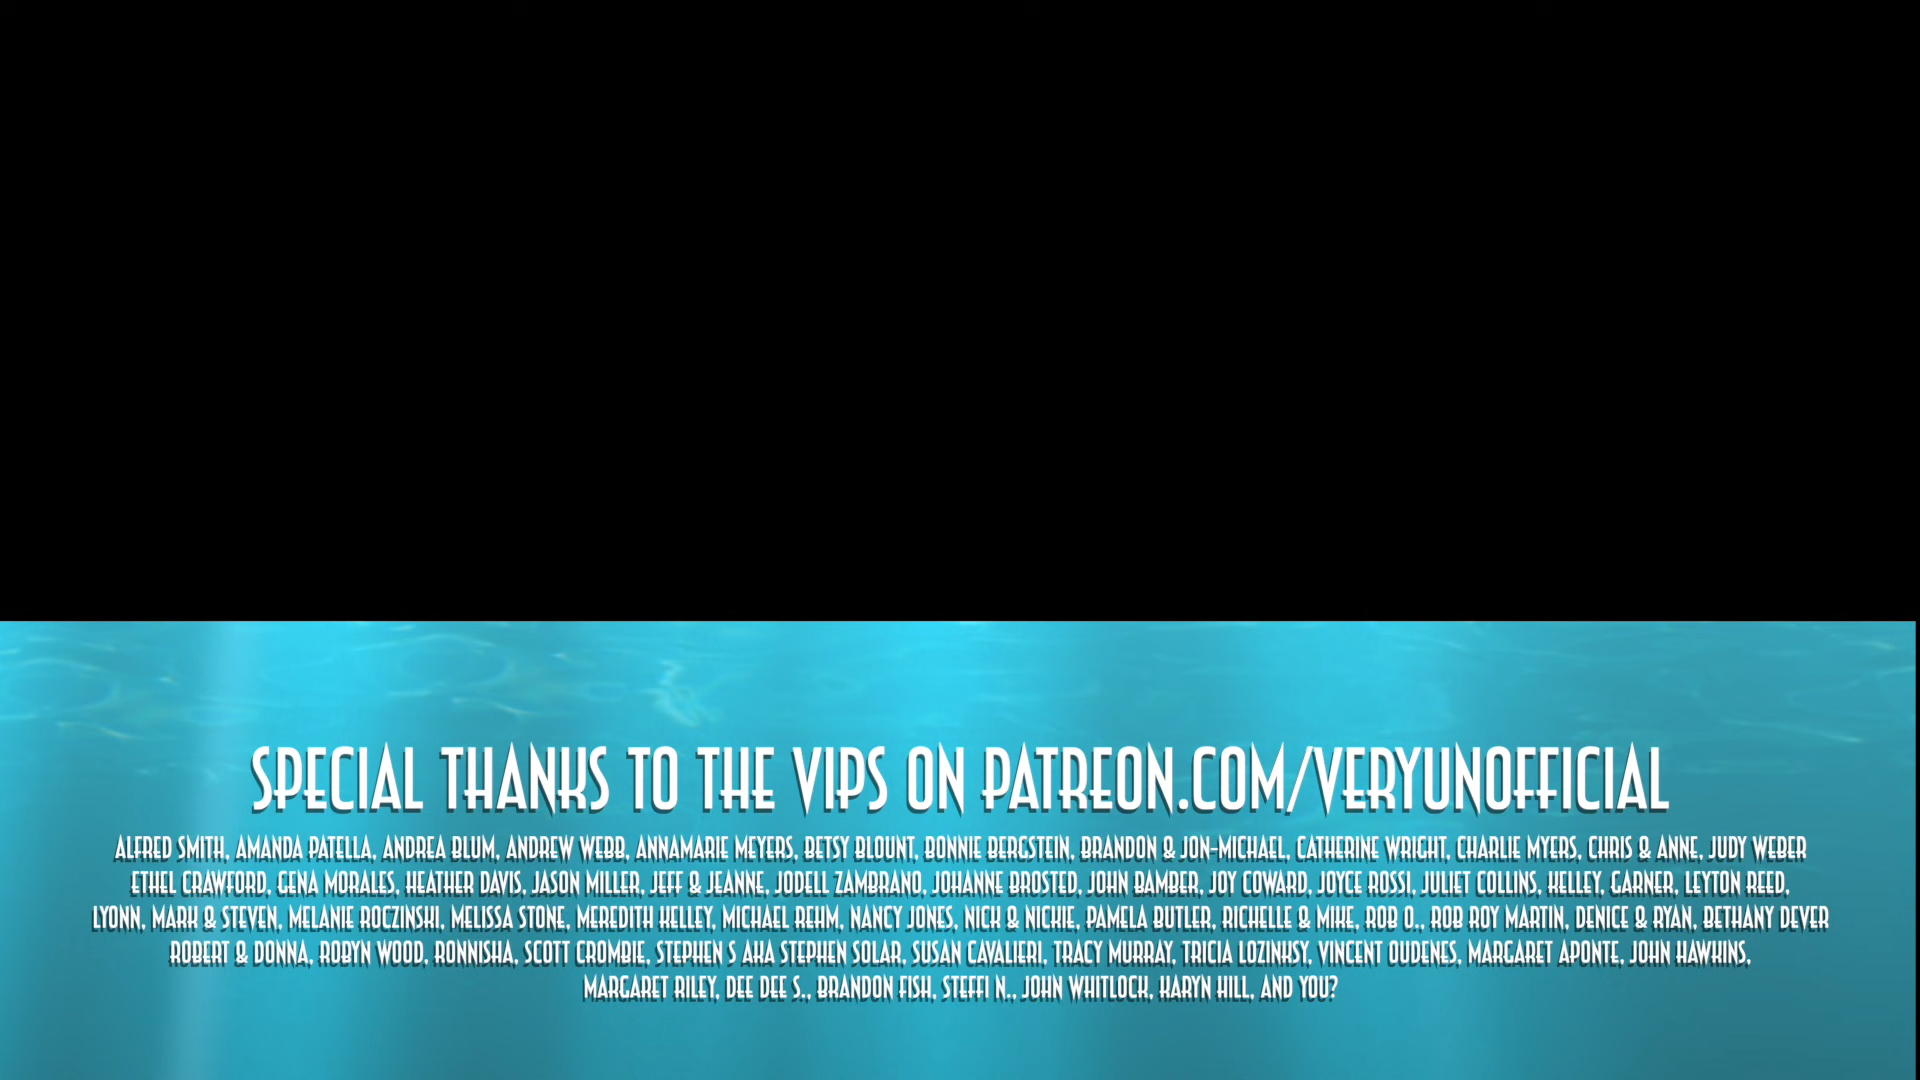 SPECIAL THANKS TO THE VIPS ON PATREON.COM/VERYUNOFFICIAL
ALFRED SMITH, AMANDA PATELLA, ANDREA BLUM, ANDREW WEBB, ANNAMARIE MEYERS, BETSY BLOUNT, BONNIE BERGSTEIN, BRANDON & JON-MICHAEL, CATHERINE WRIGHT, CHARLIE MYERS, CHRIS & ANNE, JUDY WEBER
ETHEL CRAWFORD, GENA MORALES, HEATHER DAVIS, JASON MILLER, JEFF & JEANNE, JODELL ZAMBRANO, JOHANNE BROSTED, JOHN BAMBER, JOY COWARD, JOYCE ROSSI, JULIET COLLINS, KELLEY, GARNER, LEYTON REED,
LYONN, MARK & STEVEN, MELANIE ROCZINSKI, MELISSA STONE, MEREDITH KELLEY, MICHAEL REHM, NANCY JONES, NICK & NICKIE, PAMELA BUTLER, RICHELLE & MIKE, ROB O., ROB ROY MARTIN, DENICE & RYAN, BETHANY DEVER
ROBERT & DONNA, ROBYN WOOD, RONNISHA, SCOTT CROMBIE, STEPHEN S AKA STEPHEN SOLAR, SUSAN CAVALIERI, TRACY MURRAY, TRICIA LOZINKSY, VINCENT OUDENES, MARGARET APONTE, JOHN HAWKINS,
MARGARET RILEY, DEE DEE S., BRANDON FISH, STEFFI N., JOHN WHITLOCK, KARYN HILL, AND YOU?